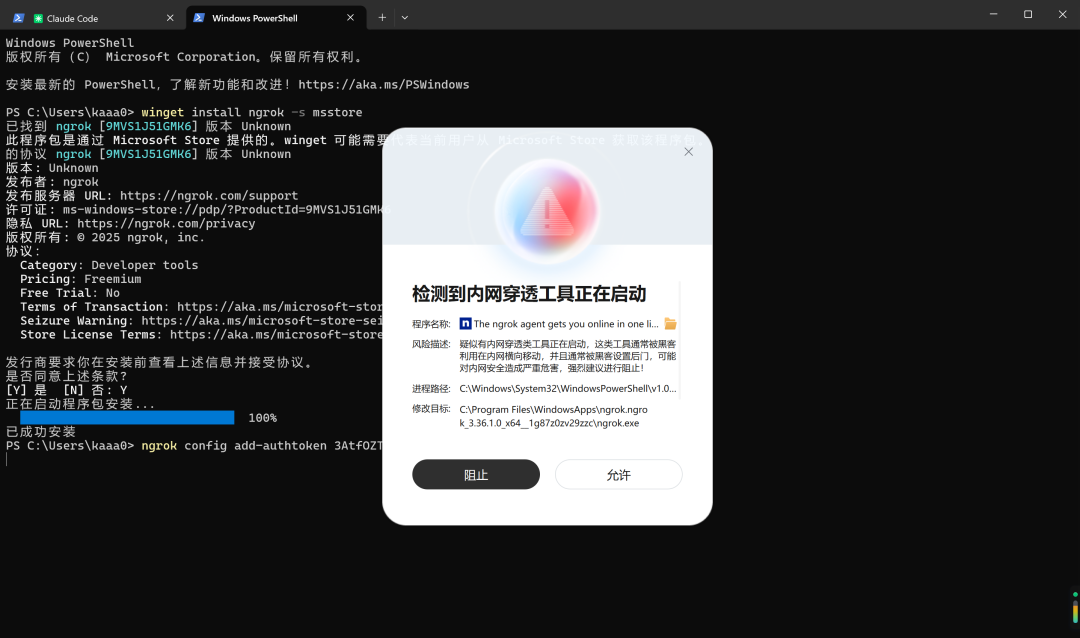 Claude Code
Windows PowerShell
Windows PowerShell
版权所有（C） Microsoft Corporation。保留所有权利。
安装最新的 PowerShell，了解新功能和改进！https://aka.ms/PSWindows
PS C:\Users\kaaa0> winget install ngrok -s msstore
已找到 ngrok [9MVS1J51GMK6] 版本 Unknown
此程序包是通过 Microsoft Store 提供的。winget 可能需要代表当前用户从 Microsoft Store 获取该程序包。
的协议 ngrok [9MVS1J51GMK6] 版本 Unknown
版本: Unknown
发布者: ngrok
发布服务器 URL: https://ngrok.com/support
许可证: ms-windows-store://pdp/?ProductId=9MVS1J51GMK6
隐私 URL: https://ngrok.com/privacy
版权所有: © 2025 ngrok, inc.
协议:
Category: Developer tools
Pricing: Freemium
Free Trial: No
Terms of Transaction: https://aka.ms/microsoft-stor
Seizure Warning: https://aka.ms/microsoft-store-sei
Store License Terms: https://aka.ms/microsoft-store
发行商要求你在安装前查看上述信息并接受协议。
是否同意上述条款?
[Y] 是 [N] 否: Y
正在启动程序包安装...
100%
已成功安装
PS C:\Users\kaaa0> ngrok config add-authtoken 3AtfOZT
检测到内网穿透工具正在启动
程序名称: The ngrok agent gets you online in one li...
风险描述: 疑似有内网穿透类工具正在启动，这类工具通常被黑客
利用在内网横向移动，并且通常被黑客设置后门，可能
对内网安全造成严重危害，强烈建议进行阻止！
进程路径: C:\Windows\System32\WindowsPowerShell\v1.0...
修改目标: C:\Program Files\WindowsApps\ngrok.ngro
k_3.36.1.0_x64__1g87z0zv29zzc\ngrok.exe
阻止
允许